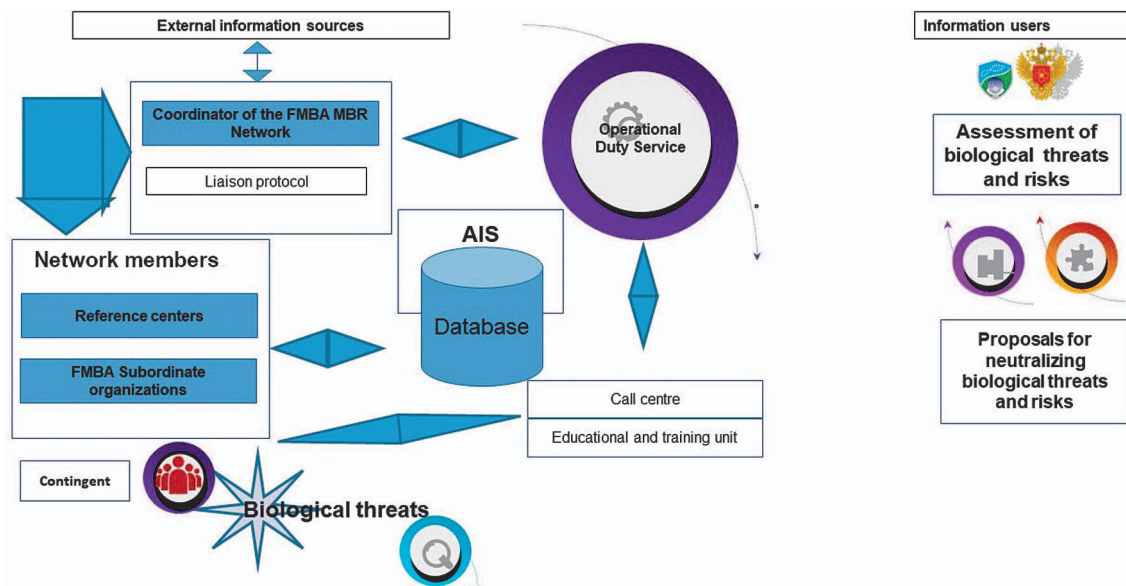 External information sources
Coordinator of the FMBA MBR
Network
Liaison protocol
Operational
Duty Service
AIS
Database
Network members
Reference centers
FMBA Subordinate
organizations
Call centre
Educational and training unit
Contingent
Biological threats
Information users
Assessment of
biological threats
and risks
Proposals for
neutralizing
biological threats
and risks